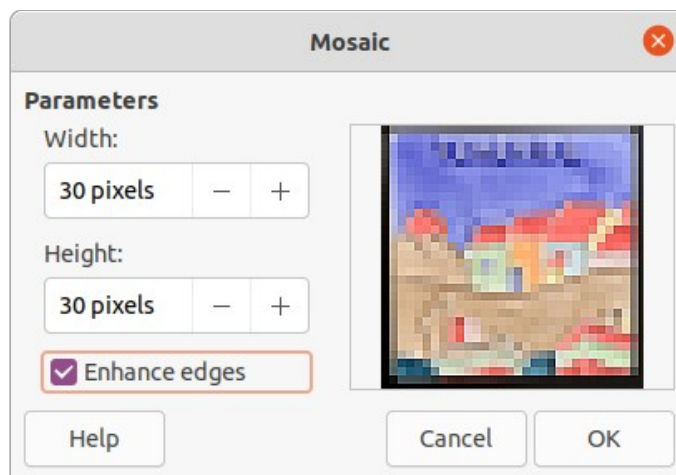 Mosaic
Parameters
Width:
30 pixels
Height:
30 pixels
Enhance edges
Help Cancel OK